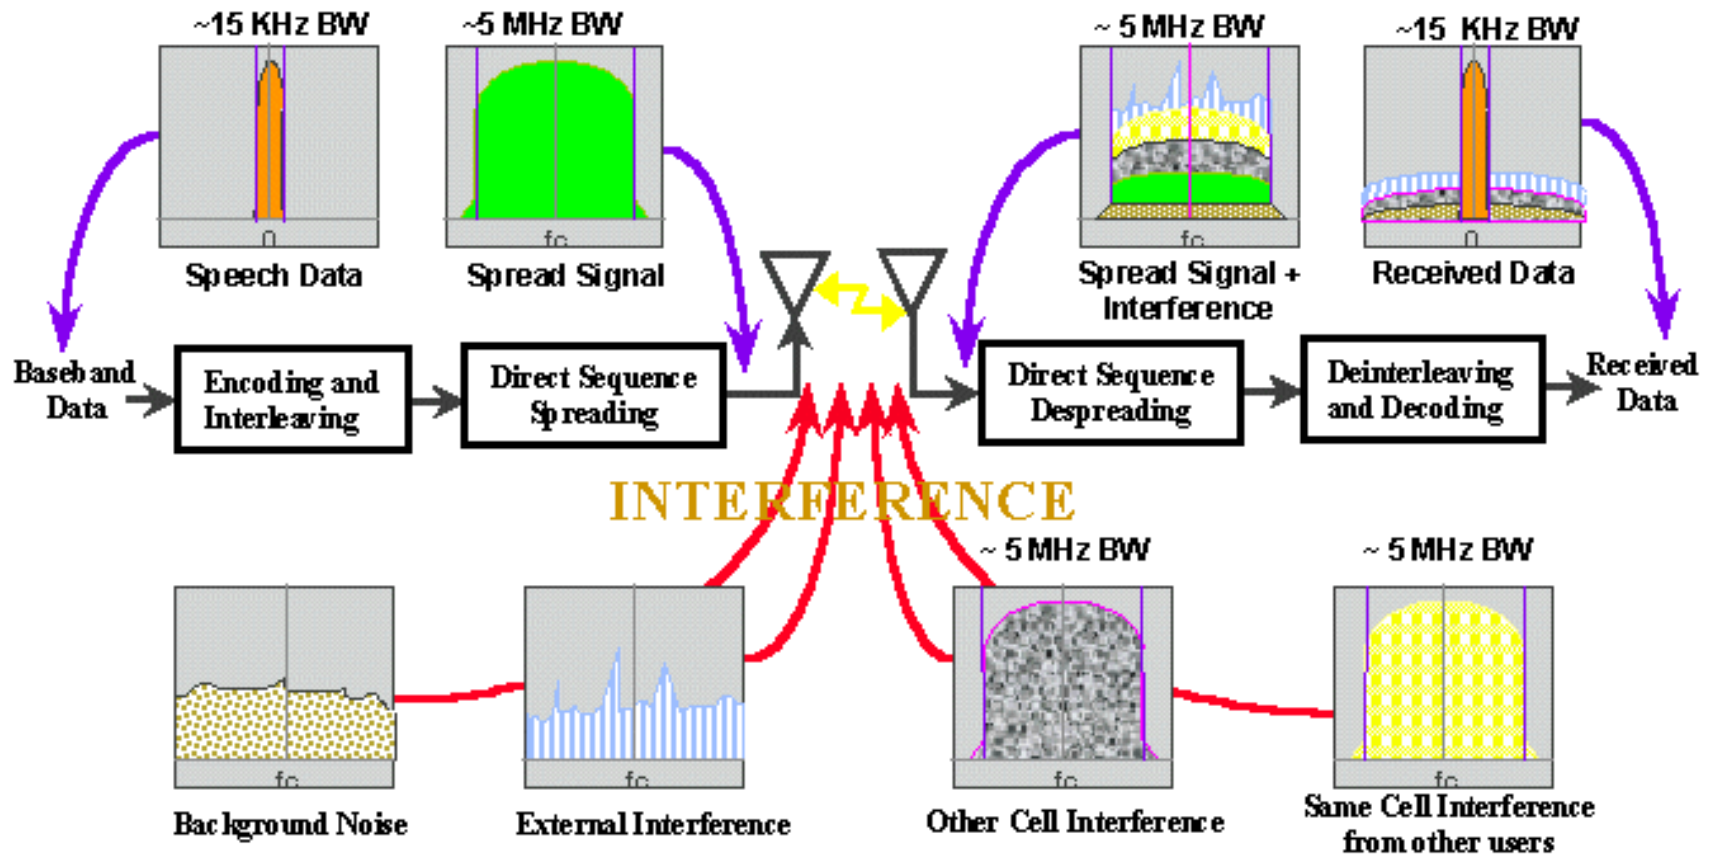 ~15 KHz BW
~5 MHz BW
~ 5 MHz BW
~15 KHz BW
0
fc
fc
0
Speech Data
Spread Signal
Spread Signal +
Interference
Received Data
Baseband
Data
Encoding and
Interleaving
Direct Sequence
Spreading
Direct Sequence
Despreading
Deinterleaving
and Decoding
Received
Data
INTERFERENCE
~ 5 MHz BW
~ 5 MHz BW
fc
fc
fc
fc
Background Noise
External Interference
Other Cell Interference
Same Cell Interference
from other users